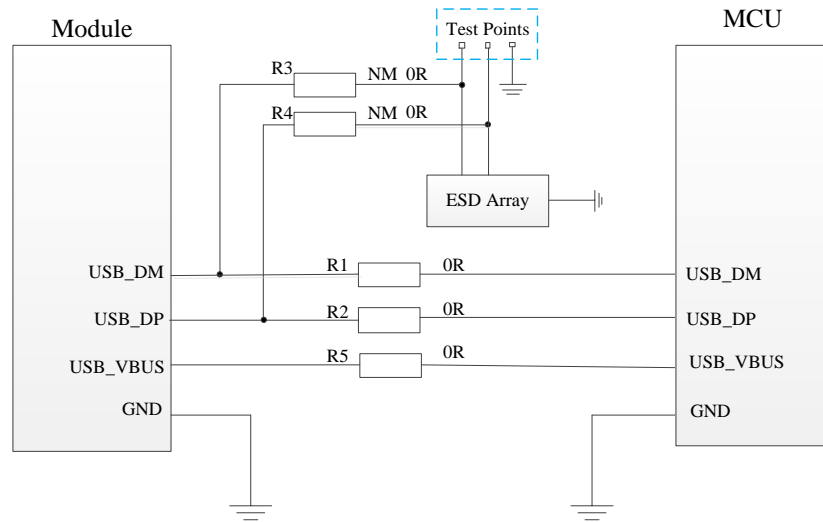 Module
Test Points
MCU
R3
NM 0R
R4
NM 0R
ESD Array
USB_DM
R1
0R
USB_DM
USB_DP
R2
0R
USB_DP
USB_VBUS
R5
0R
USB_VBUS
GND
GND